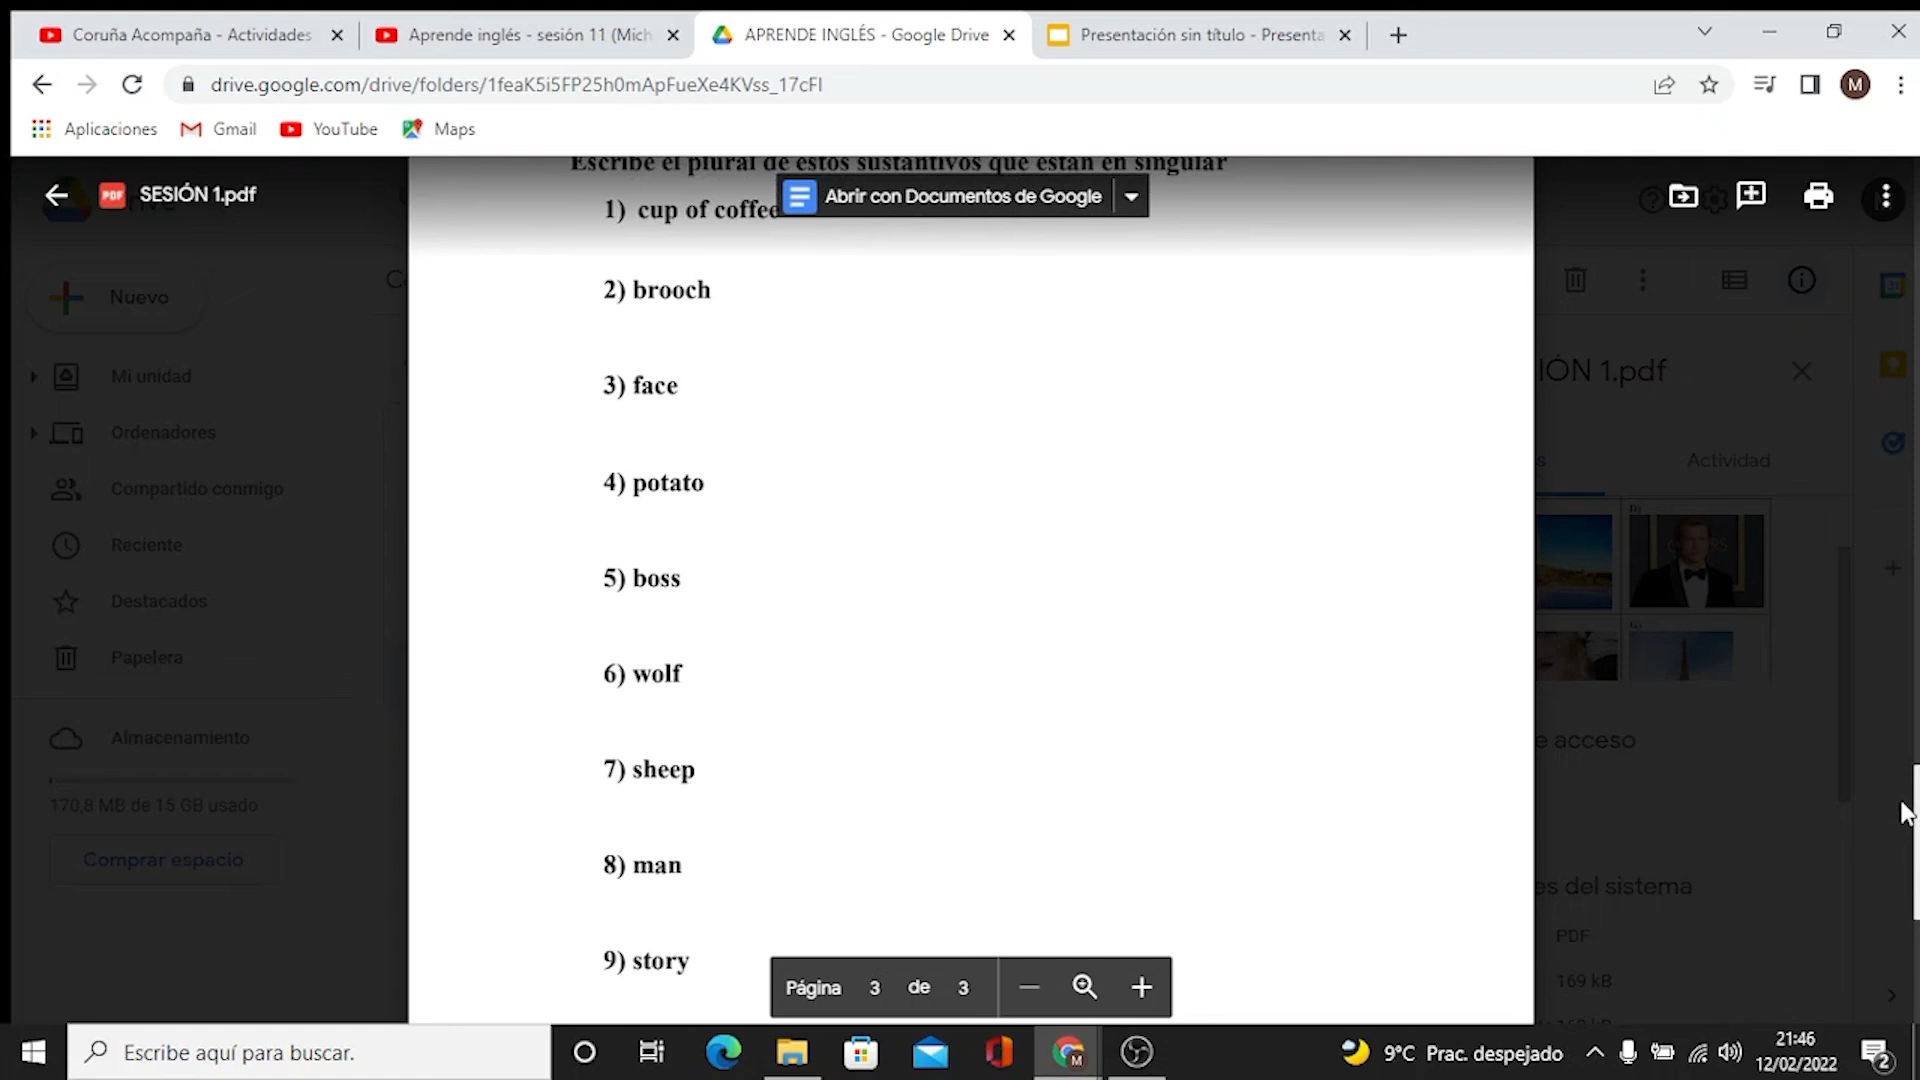 Coruña Acompaña - Actividades
Aprende inglés - sesión 11 (Mich
APRENDE INGLÉS - Google Drive
Presentación sin título - Presenta
drive.google.com/drive/folders/1feaK5i5FP25h0mApFueXe4KVss_17cFI
M
Aplicaciones
Gmail
YouTube
Maps
Escribe el plural de estos sustantivos que están en singular
PDF
SESIÓN 1.pdf
Abrir con Documentos de Google
1) cup of coffee
2) brooch
Nuevo
IÓN 1.pdf
Mi unidad
3) face
Ordenadores
Actividad
4) potato
Compartido conmigo
Reciente
5) boss
Destacados
Papelera
6) wolf
Almacenamiento
e acceso
7) sheep
170,8 MB de 15 GB usado
Comprar espacio
8) man
es del sistema
PDF
9) story
169 kB
Página 3 de 3
Escribe aquí para buscar.
9°C Prac. despejado
21:46
12/02/2022
2